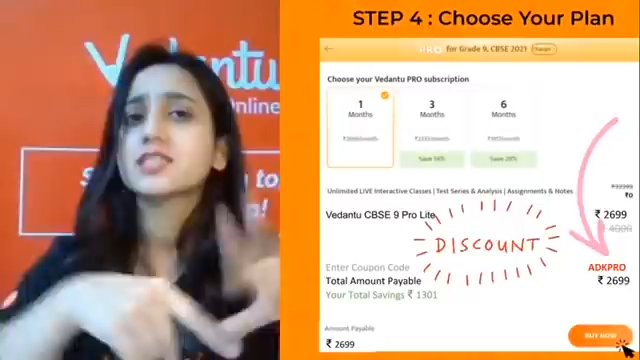 STEP 4 : Choose Your Plan
Vedantu
Online
PRO for Grade 9, CBSE 2021 Change
Choose your Vedantu PRO subscription
1
Months
3
Months
6
Months
Save 20%
Unlimited LIVE Interactive Classes | Test Series & Analysis | Assignments & Notes
₹0
Vedantu CBSE 9 Pro Lite
₹ 2699
₹ 4000
DISCOUNT
Enter Coupon Code
ADKPRO
Total Amount Payable
₹ 2699
Your Total Savings ₹ 1301
Amount Payable
₹ 2699
BUY NOW